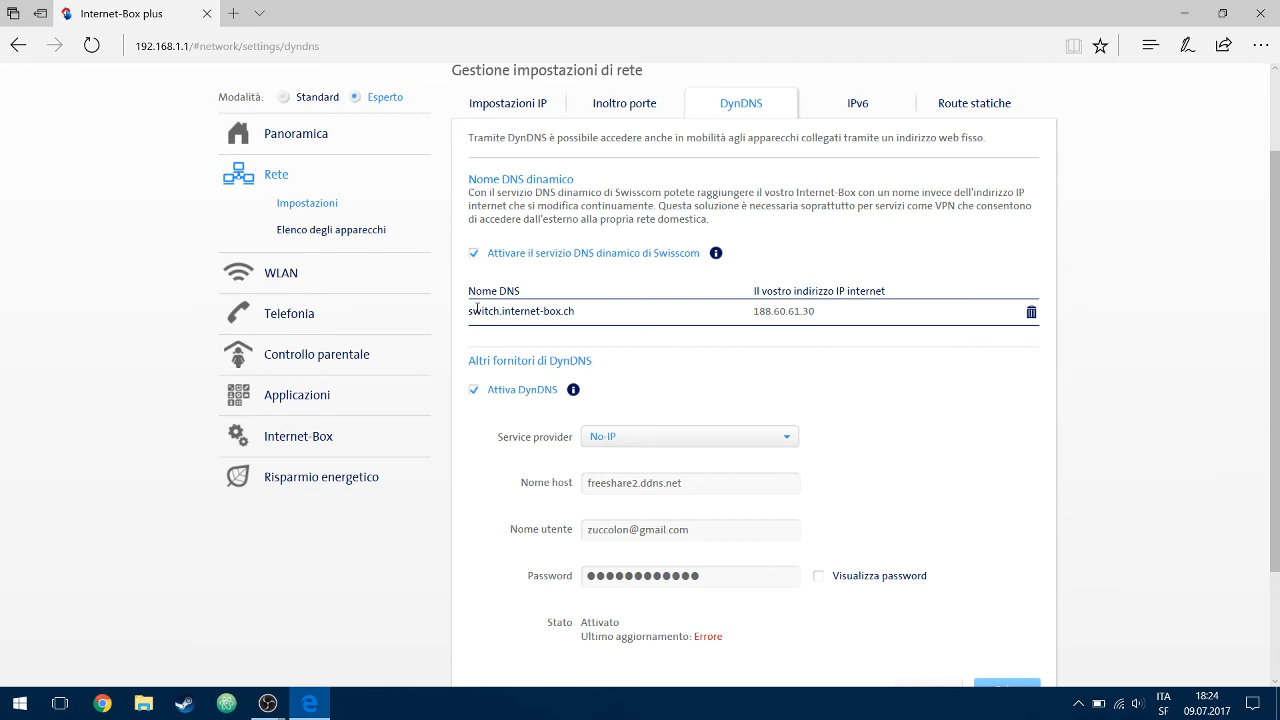 Internet-Box plus
192.168.1.1/#network/settings/dyndns
Gestione impostazioni di rete
Modalità: Standard Esperto
Impostazioni IP
Inoltro porte
DynDNS
IPv6
Route statiche
Panoramica
Rete
Impostazioni
Elenco degli apparecchi
WLAN
Telefonia
Controllo parentale
Applicazioni
Internet-Box
Risparmio energetico
Tramite DynDNS è possibile accedere anche in mobilità agli apparecchi collegati tramite un indirizzo web fisso.
Nome DNS dinamico
Con il servizio DNS dinamico di Swisscom potete raggiungere il vostro Internet-Box con un nome invece dell'indirizzo IP
internet che si modifica continuamente. Questa soluzione è necessaria soprattutto per servizi come VPN che consentono
di accedere dall'esterno alla propria rete domestica.
Attivare il servizio DNS dinamico di Swisscom
Nome DNS
Il vostro indirizzo IP internet
switch.internet-box.ch
188.60.61.30
Altri fornitori di DynDNS
Attiva DynDNS
Service provider
No-IP
Nome host
freeshare2.ddns.net
Nome utente
zuccolon@gmail.com
Password
Visualizza password
Stato
Attivato
Ultimo aggiornamento: Errore
ITA
SF
18:24
09.07.2017